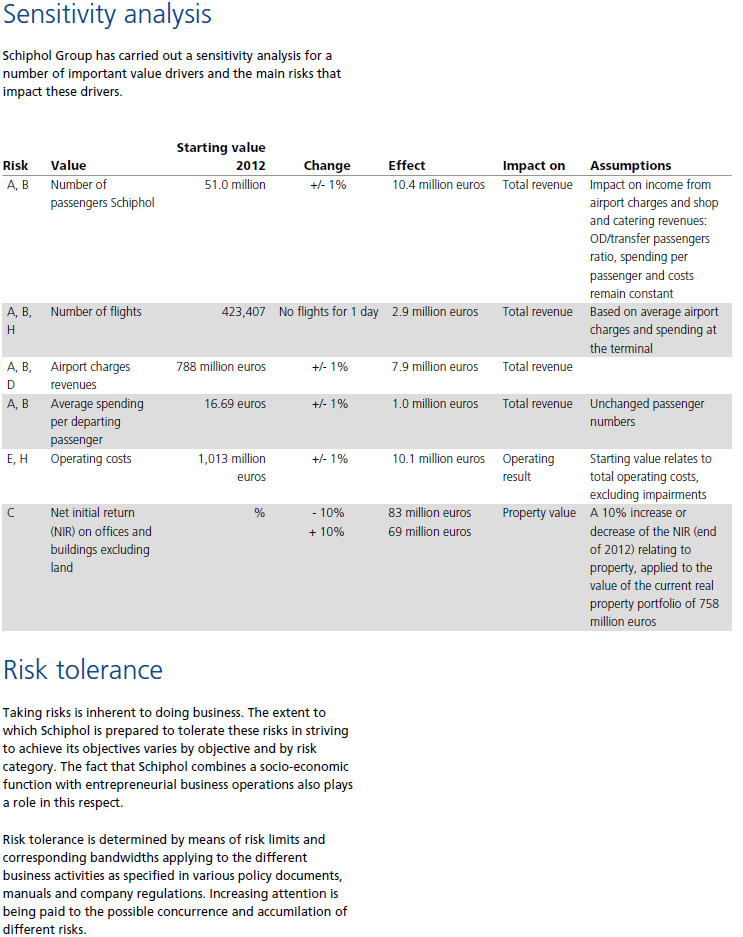 Sensitivity analysis
Schiphol Group has carried out a sensitivity analysis for a
number of important value drivers and the main risks that
impact these drivers.
Starting value
Risk Value 2012 Change Effect Impact on Assumptions
A, B Number of 51.0 million +/- 1% 10.4 million euros Total revenue Impact on income from
passengers Schiphol airport charges and shop
and catering revenues:
OD/transfer passengers
ratio, spending per
passenger and costs
remain constant
A, B, Number of flights 423,407 No flights for 1 day 2.9 million euros Total revenue Based on average airport
H charges and spending at
the terminal
A, B, Airport charges 788 million euros +/- 1% 7.9 million euros Total revenue
D revenues
A, B Average spending 16.69 euros +/- 1% 1.0 million euros Total revenue Unchanged passenger
per departing numbers
passenger
E, H Operating costs 1,013 million +/- 1% 10.1 million euros Operating Starting value relates to
euros result total operating costs,
excluding impairments
C Net initial return % - 10% 83 million euros Property value A 10% increase or
(NIR) on offices and + 10% 69 million euros decrease of the NIR (end
buildings excluding of 2012) relating to
land property, applied to the
value of the current real
property portfolio of 758
million euros
Risk tolerance
Taking risks is inherent to doing business. The extent to
which Schiphol is prepared to tolerate these risks in striving
to achieve its objectives varies by objective and by risk
category. The fact that Schiphol combines a socio-economic
function with entrepreneurial business operations also plays
a role in this respect.
Risk tolerance is determined by means of risk limits and
corresponding bandwidths applying to the different
business activities as specified in various policy documents,
manuals and company regulations. Increasing attention is
being paid to the possible concurrence and accumilation of
different risks.